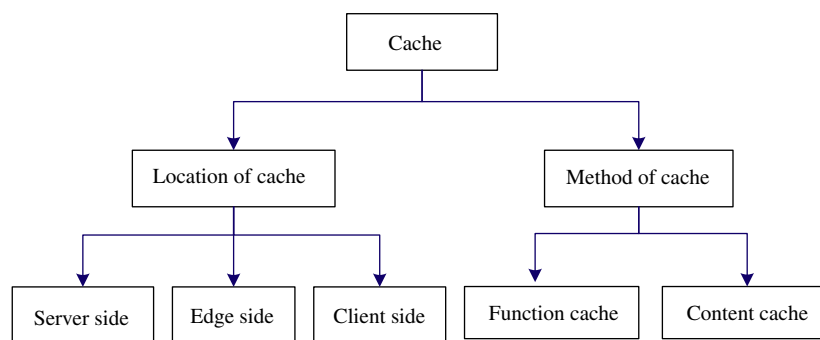 Cache
Location of cache
Method of cache
Server side
Edge side
Client side
Function cache
Content cache